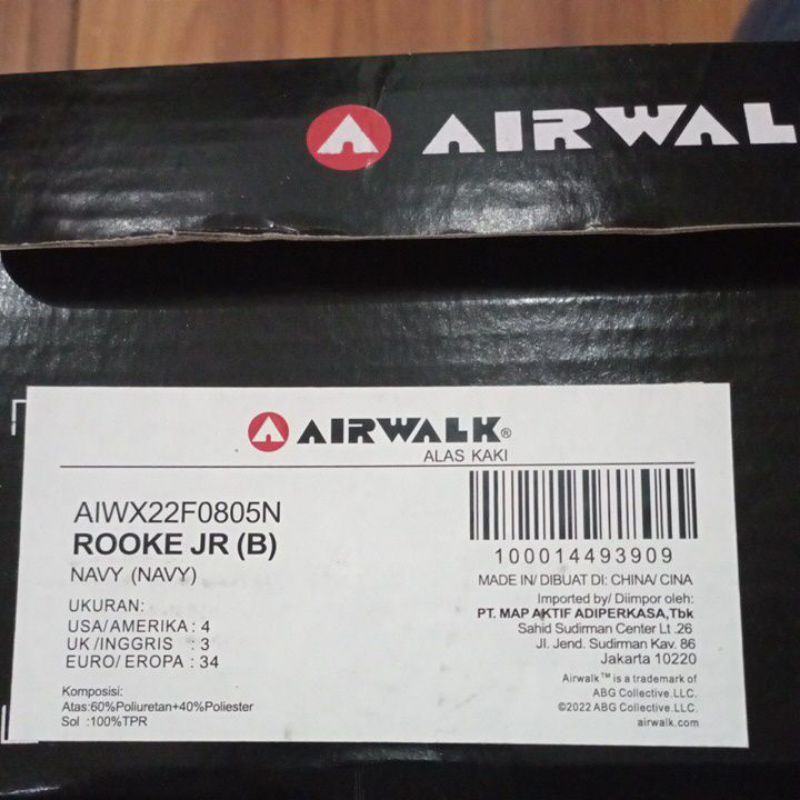 AIRWAL
AIRWALK®
ALAS KAKI
AIWX22F0805N
ROOKE JR (B)
NAVY (NAVY)
UKURAN:
USA/AMERIKA : 4
UK /INGGRIS : 3
EURO/ EROPA : 34
Komposisi:
Atas:60%Poliuretan+40%Poliester
Sol :100%TPR
100014493909
MADE IN/ DIBUAT DI: CHINA/ CINA
Imported by/ Diimpor oleh:
PT. MAP AKTIF ADIPERKASA,Tbk
Sahid Sudirman Center Lt .26
Jl. Jend. Sudirman Kav. 86
Jakarta 10220
Airwalk™ is a trademark of
ABG Collective.LLC.
©2022 ABG Collective.LLC.
airwalk.com